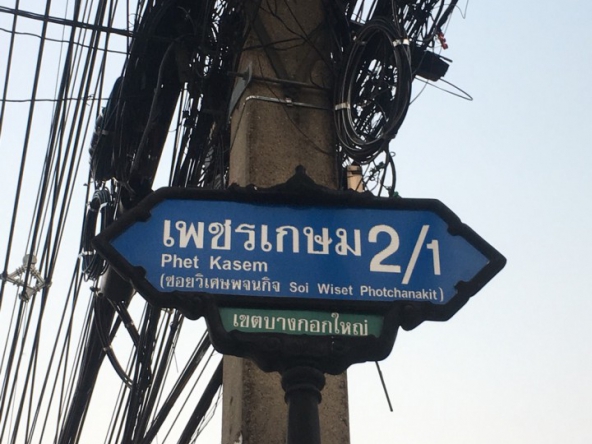 เพชรเกษม 2/1
Phet Kasem
(ซอยวิเศษพจนกิจ Soi Wiset Photchanakit)
เขตบางกอกใหญ่